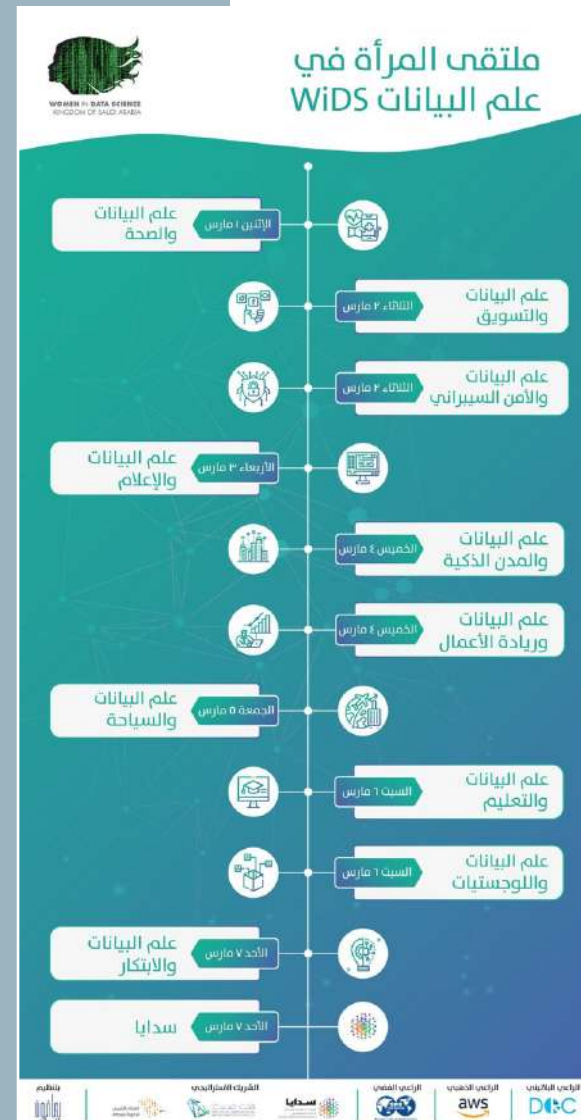 ملتقى المرأة في
علم البيانات WiDS
WOMEN IN DATA SCIENCE
KINGDOM OF SAUDI ARABIA
علم البيانات
والصحة
الإثنين ١ مارس
علم البيانات
والتسويق
الثلاثاء ٢ مارس
علم البيانات
والأمن السيبراني
الثلاثاء ٢ مارس
علم البيانات
والإعلام
الأربعاء ٣ مارس
علم البيانات
والمدن الذكية
الخميس ٤ مارس
علم البيانات
وريادة الأعمال
الخميس ٤ مارس
علم البيانات
والسياحة
الجمعة ٥ مارس
علم البيانات
والتعليم
السبت ٦ مارس
علم البيانات
واللوجستيات
السبت ٦ مارس
علم البيانات
والابتكار
الأحد ٧ مارس
سدايا
الأحد ٧ مارس
الراعي البلاتيني
الراعي الذهبي
الراعي الفضي
الشريك الاستراتيجي
بتنظيم
aws
سدايا